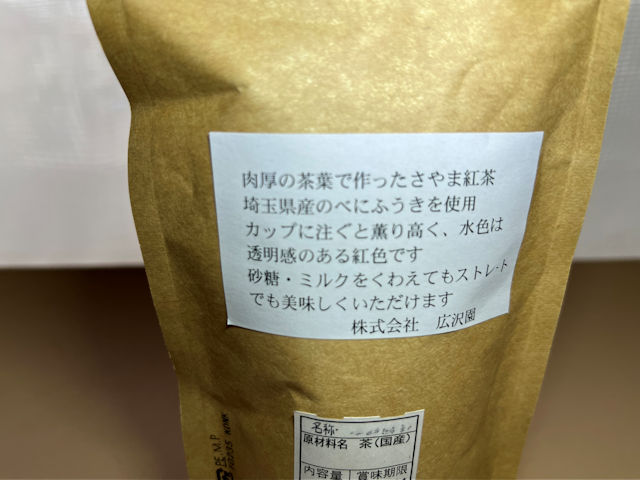 肉厚の茶葉で作ったさやま紅茶
埼玉県産のべにふうきを使用
カップに注ぐと薫り高く、水色は
透明感のある紅色です
砂糖・ミルクをくわえてもストレート
でも美味しくいただけます
株式会社 広沢園
名称
原材料名 茶(国産)
内容量 賞味期限
PE, M, P